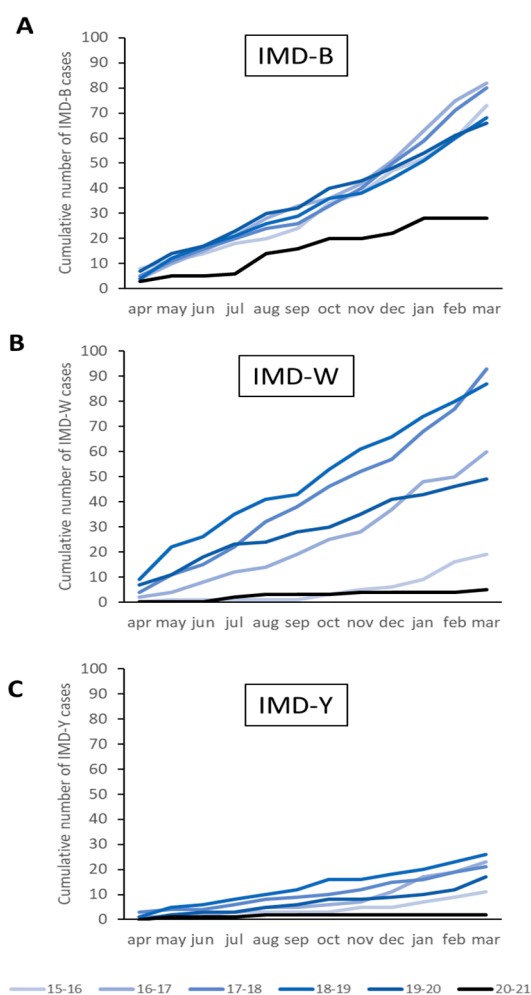 A
IMD-B
Cumulative number of IMD-B cases
100
90
80
70
60
50
40
30
20
10
0
apr may jun jul aug sep oct nov dec jan feb mar
B
IMD-W
Cumulative number of IMD-W cases
100
90
80
70
60
50
40
30
20
10
0
apr may jun jul aug sep oct nov dec jan feb mar
C
IMD-Y
Cumulative number of IMD-Y cases
100
90
80
70
60
50
40
30
20
10
0
apr may jun jul aug sep oct nov dec jan feb mar
15-16 16-17 17-18 18-19 19-20 20-21